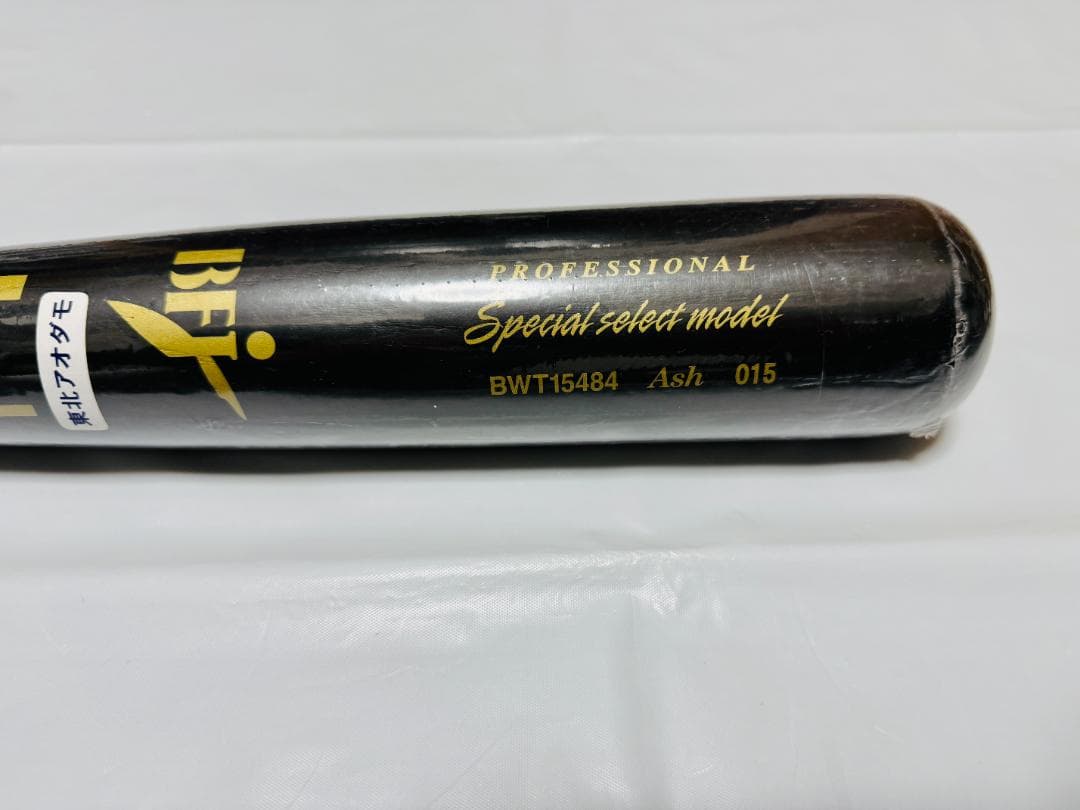 東北アオダモ
BFJ
PROFESSIONAL
Special select model
BWT15484 Ash 015